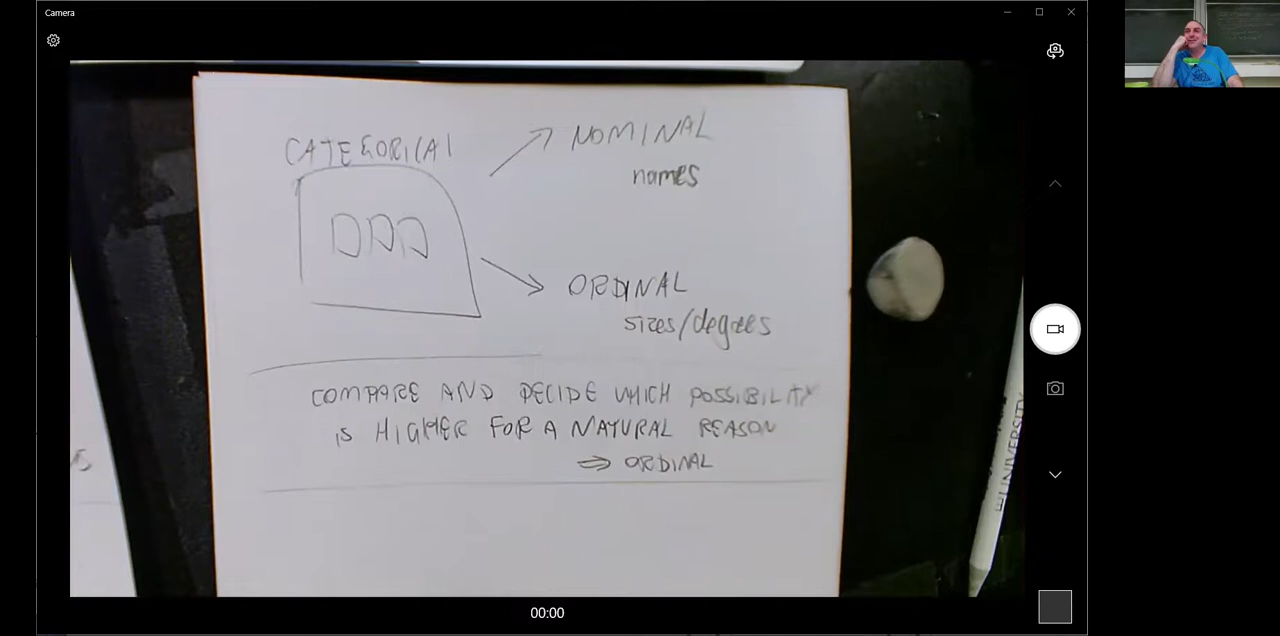 Camera
CATEGORICAL
NOMINAL
names
ORDINAL
sizes/degrees
COMPARE AND DECIDE WHICH POSSIBILITY
IS HIGHER FOR A NATURAL REASON
⇒ ORDINAL
UNIVERSITY
00:00